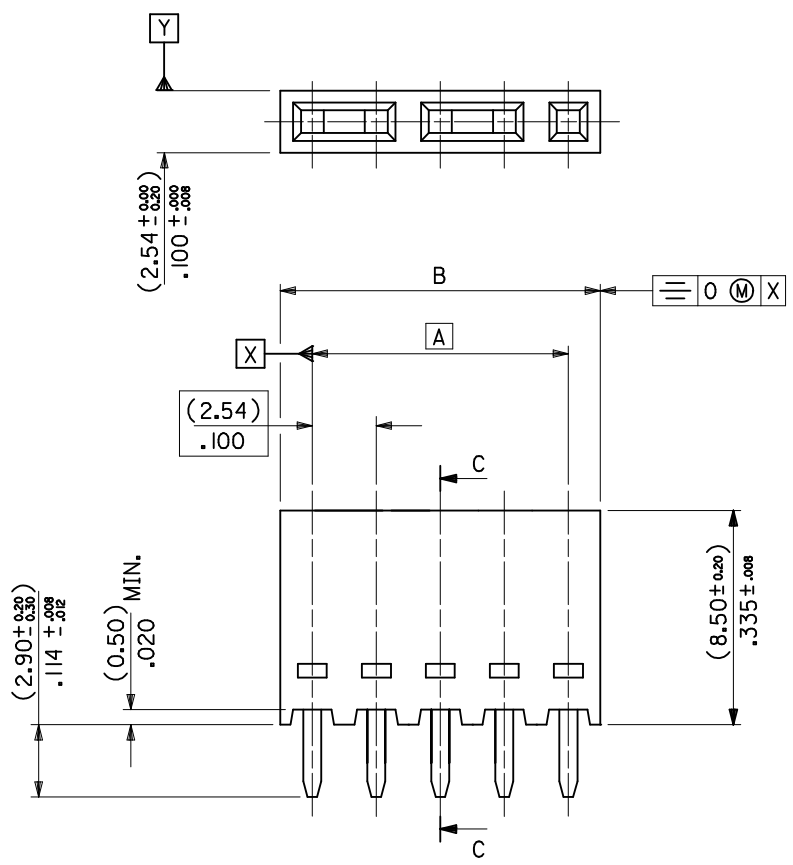 Y
(2.54 +0.00 -0.20)
.100 +.000 -.008
B
0 Ⓜ X
A
X
(2.54)
.100
C
(2.90 +0.20 -0.30)
.114 +.008 -.012
(0.50) MIN.
.020
(8.50±0.20)
.335±.008
C